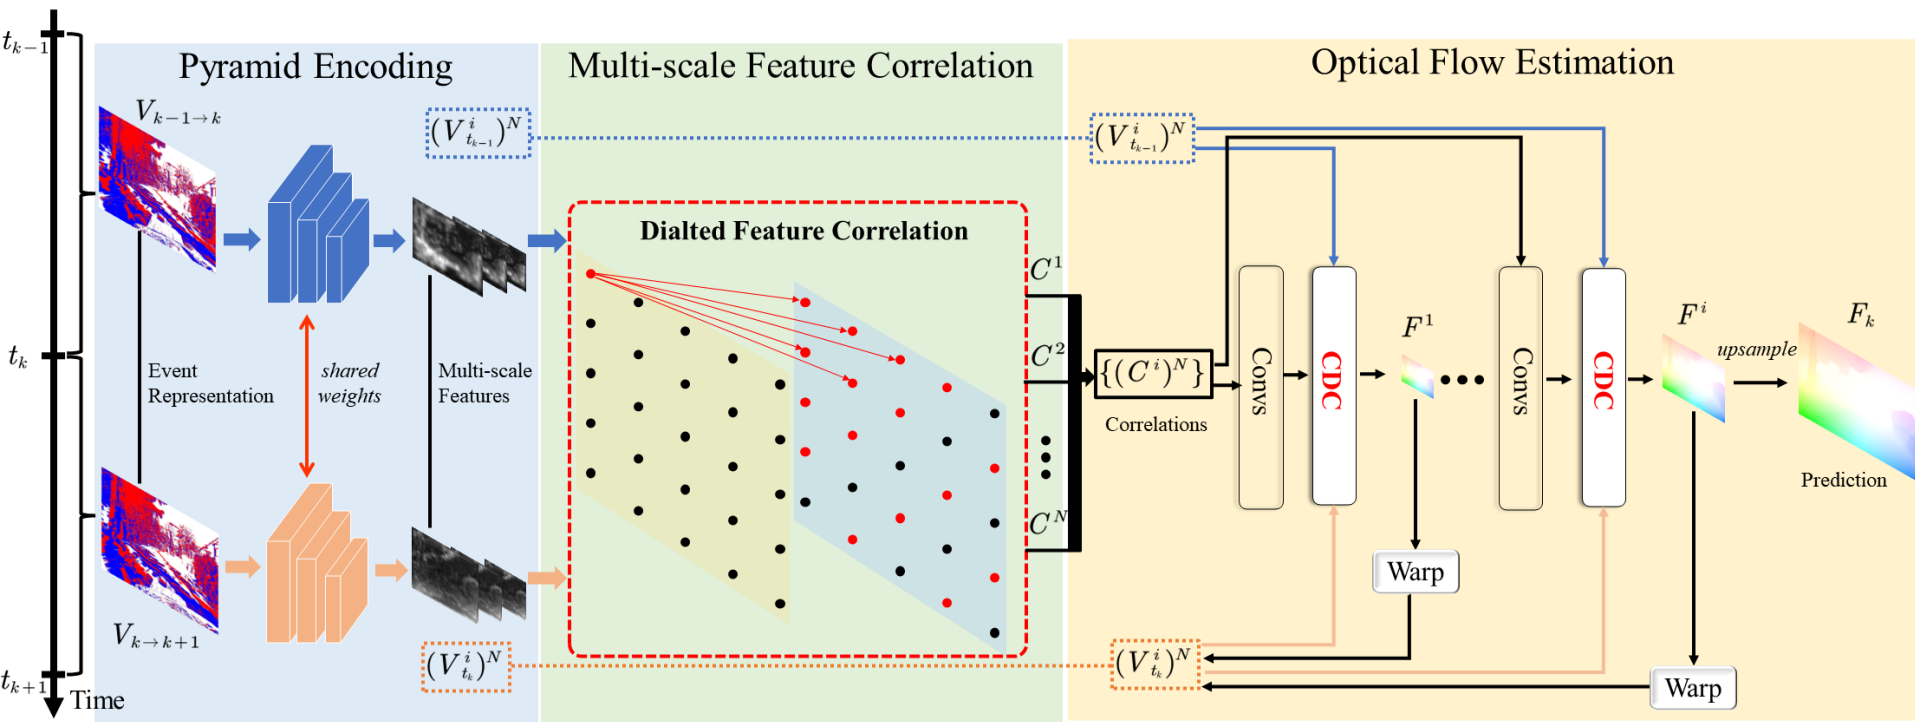 t_{k-1}
Pyramid Encoding
Multi-scale Feature Correlation
Optical Flow Estimation
V_{k-1→k}
(V^i_{t_{k-1}})^N
(V^i_{t_{k-1}})^N
Dialted Feature Correlation
C^1
F^1
F^i
F_k
t_k
Event
Representation
shared
weights
Multi-scale
Features
C^2
{(C^i)^N}
Correlations
Convs
CDC
Convs
CDC
upsample
Prediction
C^N
Warp
V_{k→k+1}
(V^i_{t_k})^N
(V^i_{t_k})^N
Warp
t_{k+1}
Time